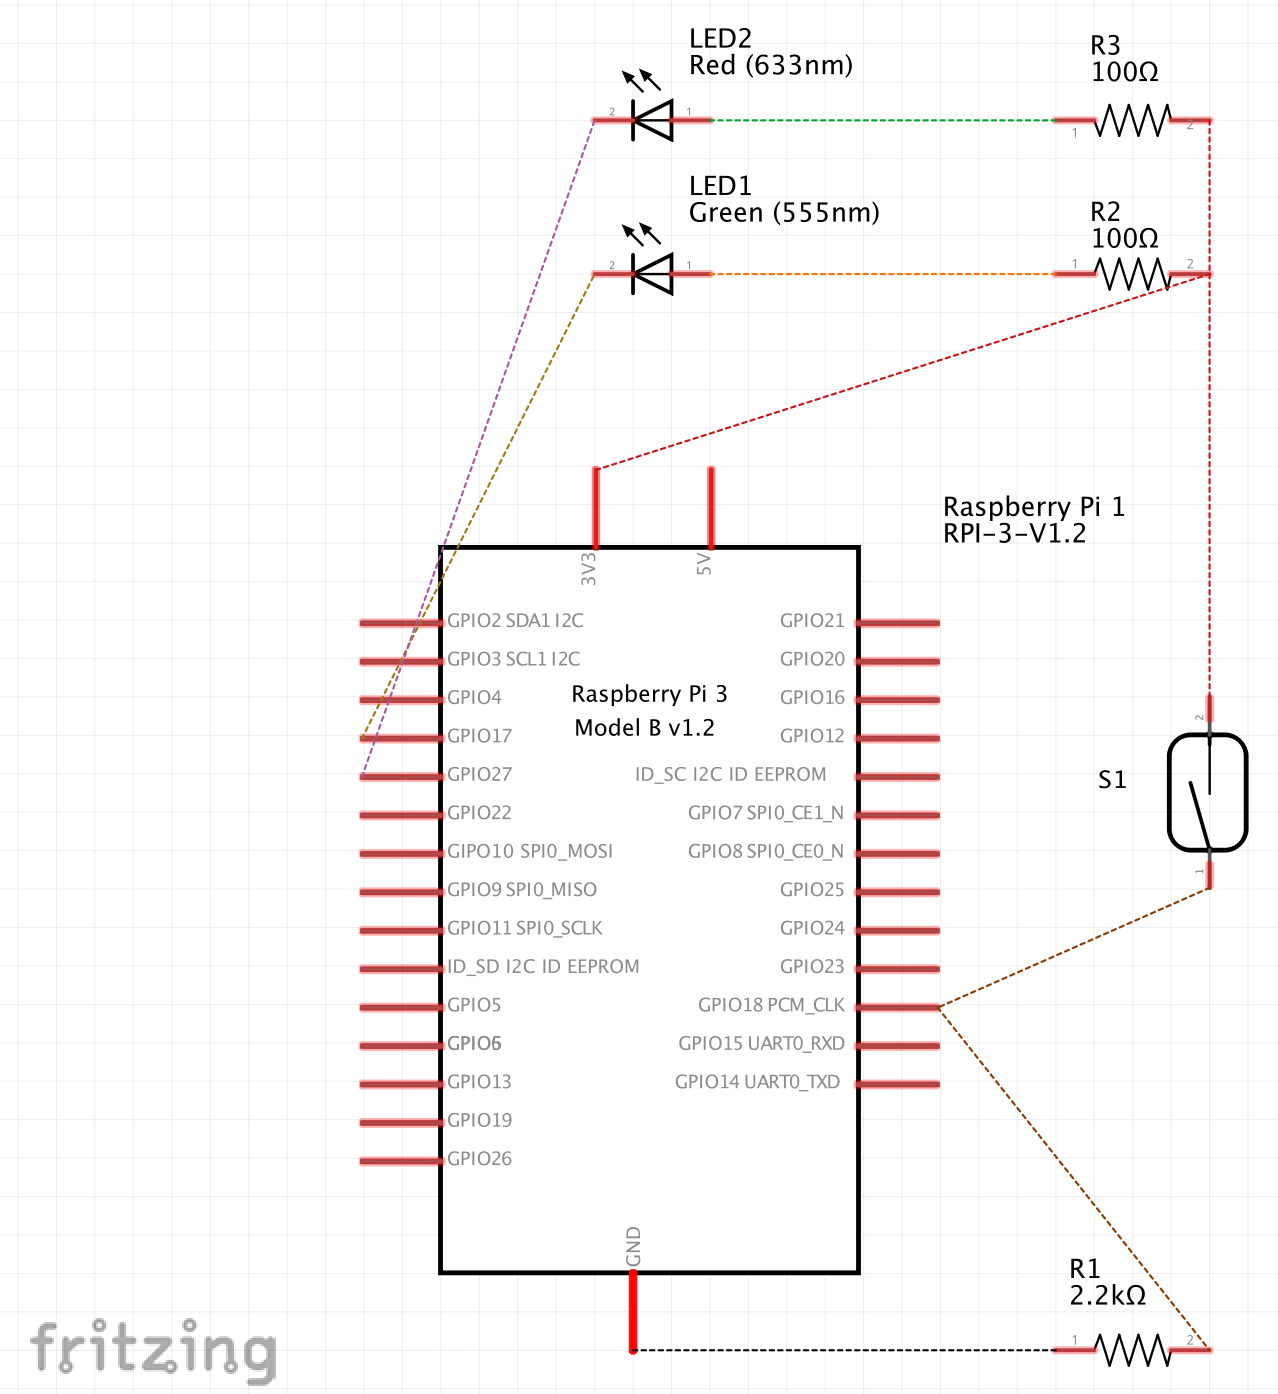 LED2
Red (633nm)
R3
100Ω
2
1
1
2
LED1
Green (555nm)
R2
100Ω
2
1
1
2
Raspberry Pi 1
RPI-3-V1.2
3V3
5V
GPIO2 SDA1 I2C
GPIO21
GPIO3 SCL1 I2C
GPIO20
GPIO4
Raspberry Pi 3
GPIO16
GPIO17
Model B v1.2
GPIO12
2
GPIO27
ID_SC I2C ID EEPROM
S1
GPIO22
GPIO7 SPI0_CE1_N
GIPO10 SPI0_MOSI
GPIO8 SPI0_CE0_N
1
GPIO9 SPI0_MISO
GPIO25
GPIO11 SPI0_SCLK
GPIO24
ID_SD I2C ID EEPROM
GPIO23
GPIO5
GPIO18 PCM_CLK
GPIO6
GPIO15 UART0_RXD
GPIO13
GPIO14 UART0_TXD
GPIO19
GPIO26
GND
R1
2.2kΩ
1
2
fritzing